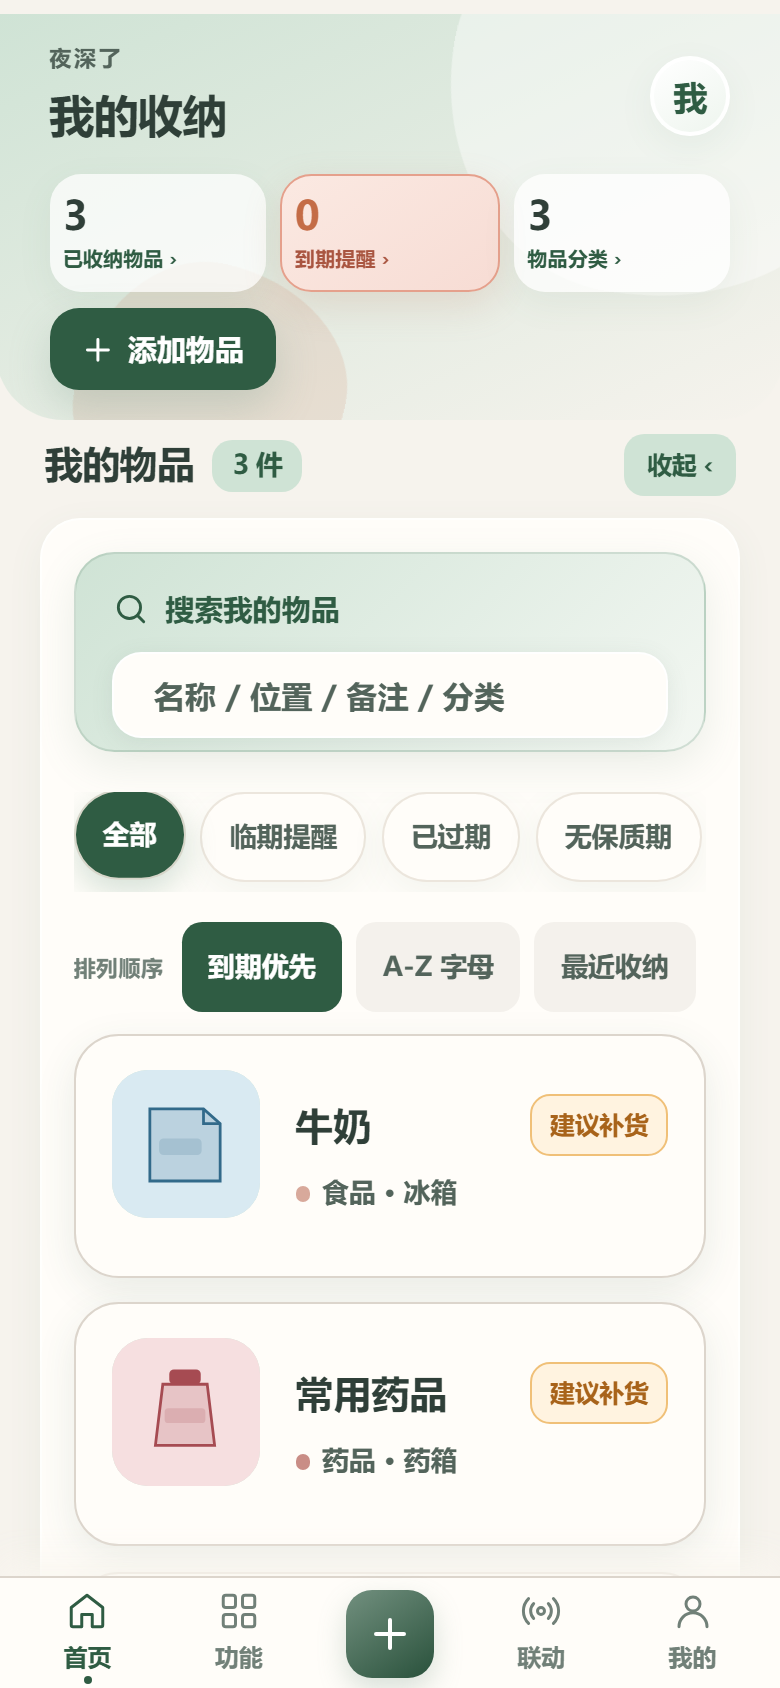 夜深了
我的收纳
我
3
已收纳物品 ›
0
到期提醒 ›
3
物品分类 ›
+ 添加物品
我的物品
3 件
收起 ‹
搜索我的物品
名称 / 位置 / 备注 / 分类
全部
临期提醒
已过期
无保质期
排列顺序
到期优先
A-Z 字母
最近收纳
牛奶
建议补货
食品 • 冰箱
常用药品
建议补货
药品 • 药箱
首页
功能
联动
我的